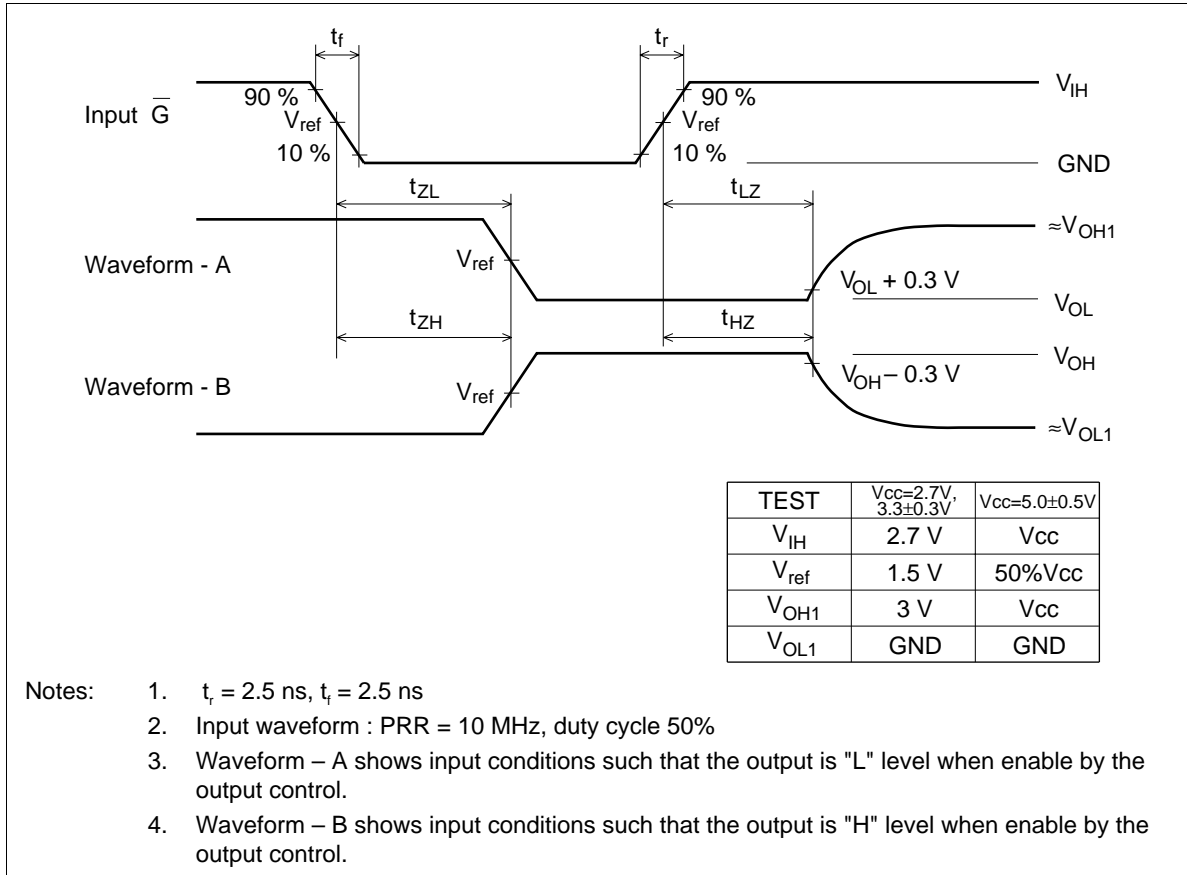 tf tr
Input G̅ 90 % Vref 10 % 90 % Vref 10 % VIH
GND
tZL tLZ
Waveform - A Vref VOL + 0.3 V ≈VOH1
VOL
tZH tHZ
Waveform - B Vref VOH – 0.3 V VOH
≈VOL1
TEST Vcc=2.7V, 3.3±0.3V Vcc=5.0±0.5V
VIH 2.7 V Vcc
Vref 1.5 V 50%Vcc
VOH1 3 V Vcc
VOL1 GND GND
Notes: 1. tr = 2.5 ns, tf = 2.5 ns
2. Input waveform : PRR = 10 MHz, duty cycle 50%
3. Waveform – A shows input conditions such that the output is "L" level when enable by the
output control.
4. Waveform – B shows input conditions such that the output is "H" level when enable by the
output control.